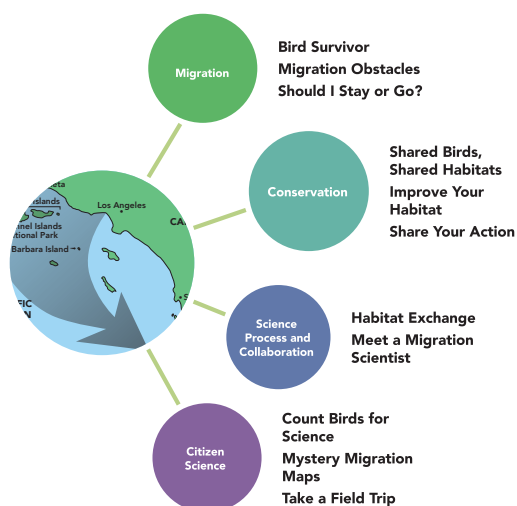 Migration
Bird Survivor
Migration Obstacles
Should I Stay or Go?
Conservation
Shared Birds,
Shared Habitats
Improve Your
Habitat
Share Your Action
Los Angeles
Barbara Island
Science
Process and
Collaboration
Habitat Exchange
Meet a Migration
Scientist
Citizen
Science
Count Birds for
Science
Mystery Migration
Maps
Take a Field Trip